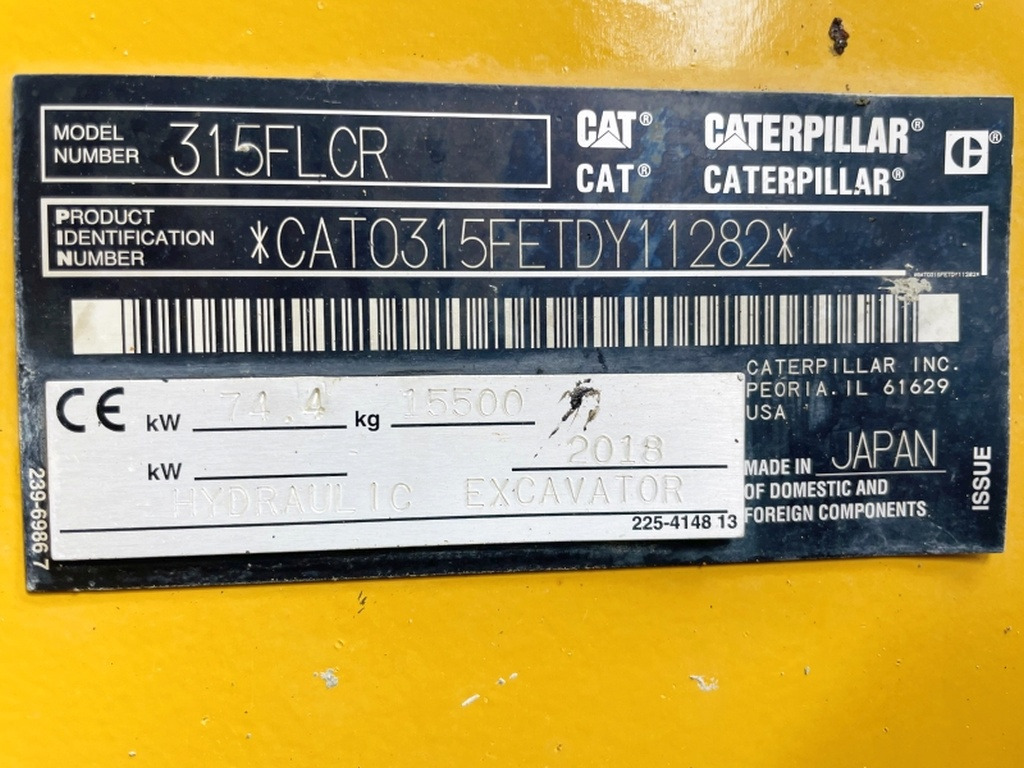 MODEL NUMBER 315FLCR
CAT® CATERPILLAR®
CAT® CATERPILLAR®
PRODUCT
IDENTIFICATION
NUMBER
*CAT0315FETDY11282*
*CAT0315FETDY11282*
CATERPILLAR INC.
PEORIA. IL 61629
USA
CE kW 74.4 kg 15500
kW 2018
HYDRAULIC EXCAVATOR
225-4148 13
MADE IN JAPAN
OF DOMESTIC AND
FOREIGN COMPONENTS
ISSUE
239-6986 7